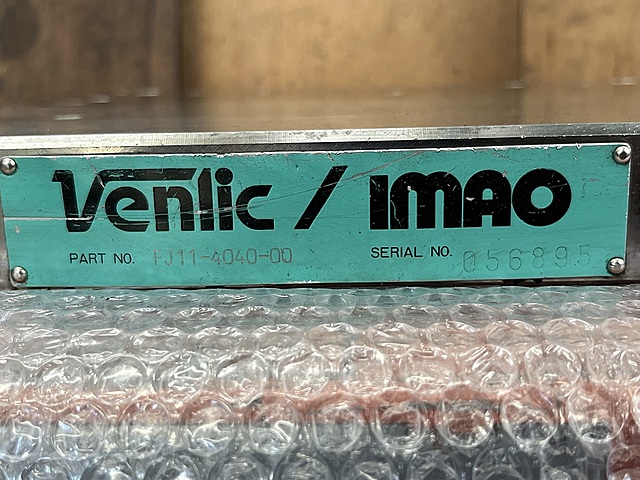 Venlic / IMAO
PART NO. FJ11-4040-00 SERIAL NO. 056895